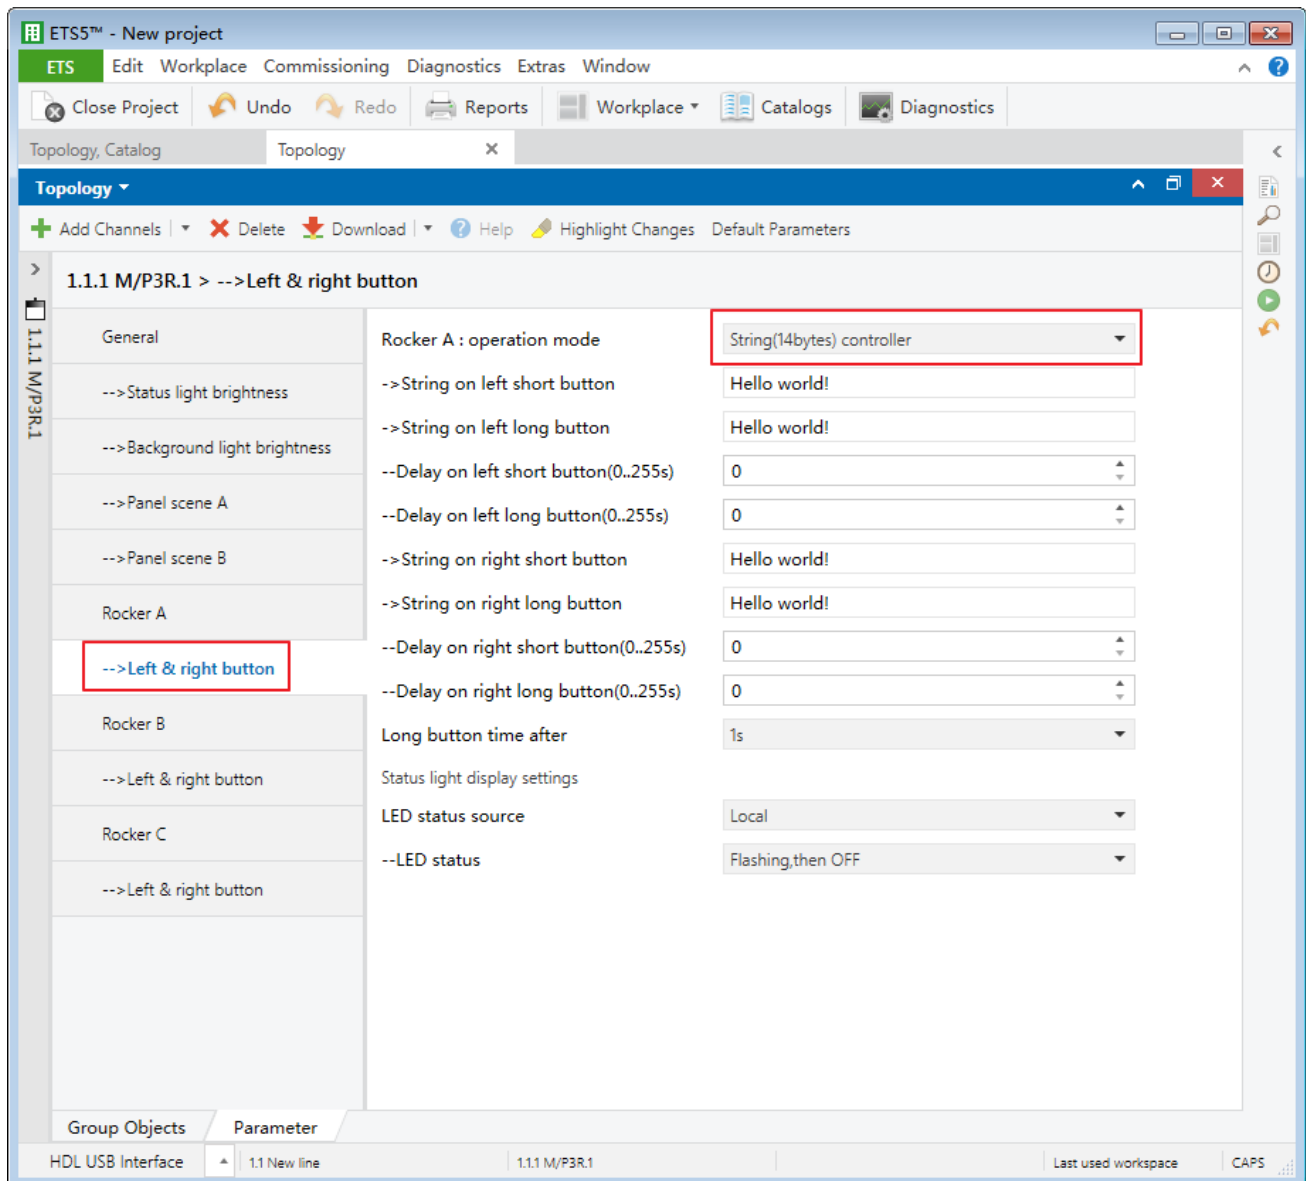 ETS5™ - New project
ETS Edit Workplace Commissioning Diagnostics Extras Window
Close Project Undo Redo Reports Workplace Catalogs Diagnostics
Topology, Catalog Topology
Topology
Add Channels Delete Download Help Highlight Changes Default Parameters
1.1.1 M/P3R.1 > -->Left & right button
1.1.1 M/P3R.1
General
-->Status light brightness
-->Background light brightness
-->Panel scene A
-->Panel scene B
Rocker A
-->Left & right button
Rocker B
-->Left & right button
Rocker C
-->Left & right button
Rocker A : operation mode String(14bytes) controller
->String on left short button Hello world!
->String on left long button Hello world!
--Delay on left short button(0..255s) 0
--Delay on left long button(0..255s) 0
->String on right short button Hello world!
->String on right long button Hello world!
--Delay on right short button(0..255s) 0
--Delay on right long button(0..255s) 0
Long button time after 1s
Status light display settings
LED status source Local
--LED status Flashing,then OFF
Group Objects Parameter
HDL USB Interface 1.1 New line 1.1.1 M/P3R.1 Last used workspace CAPS